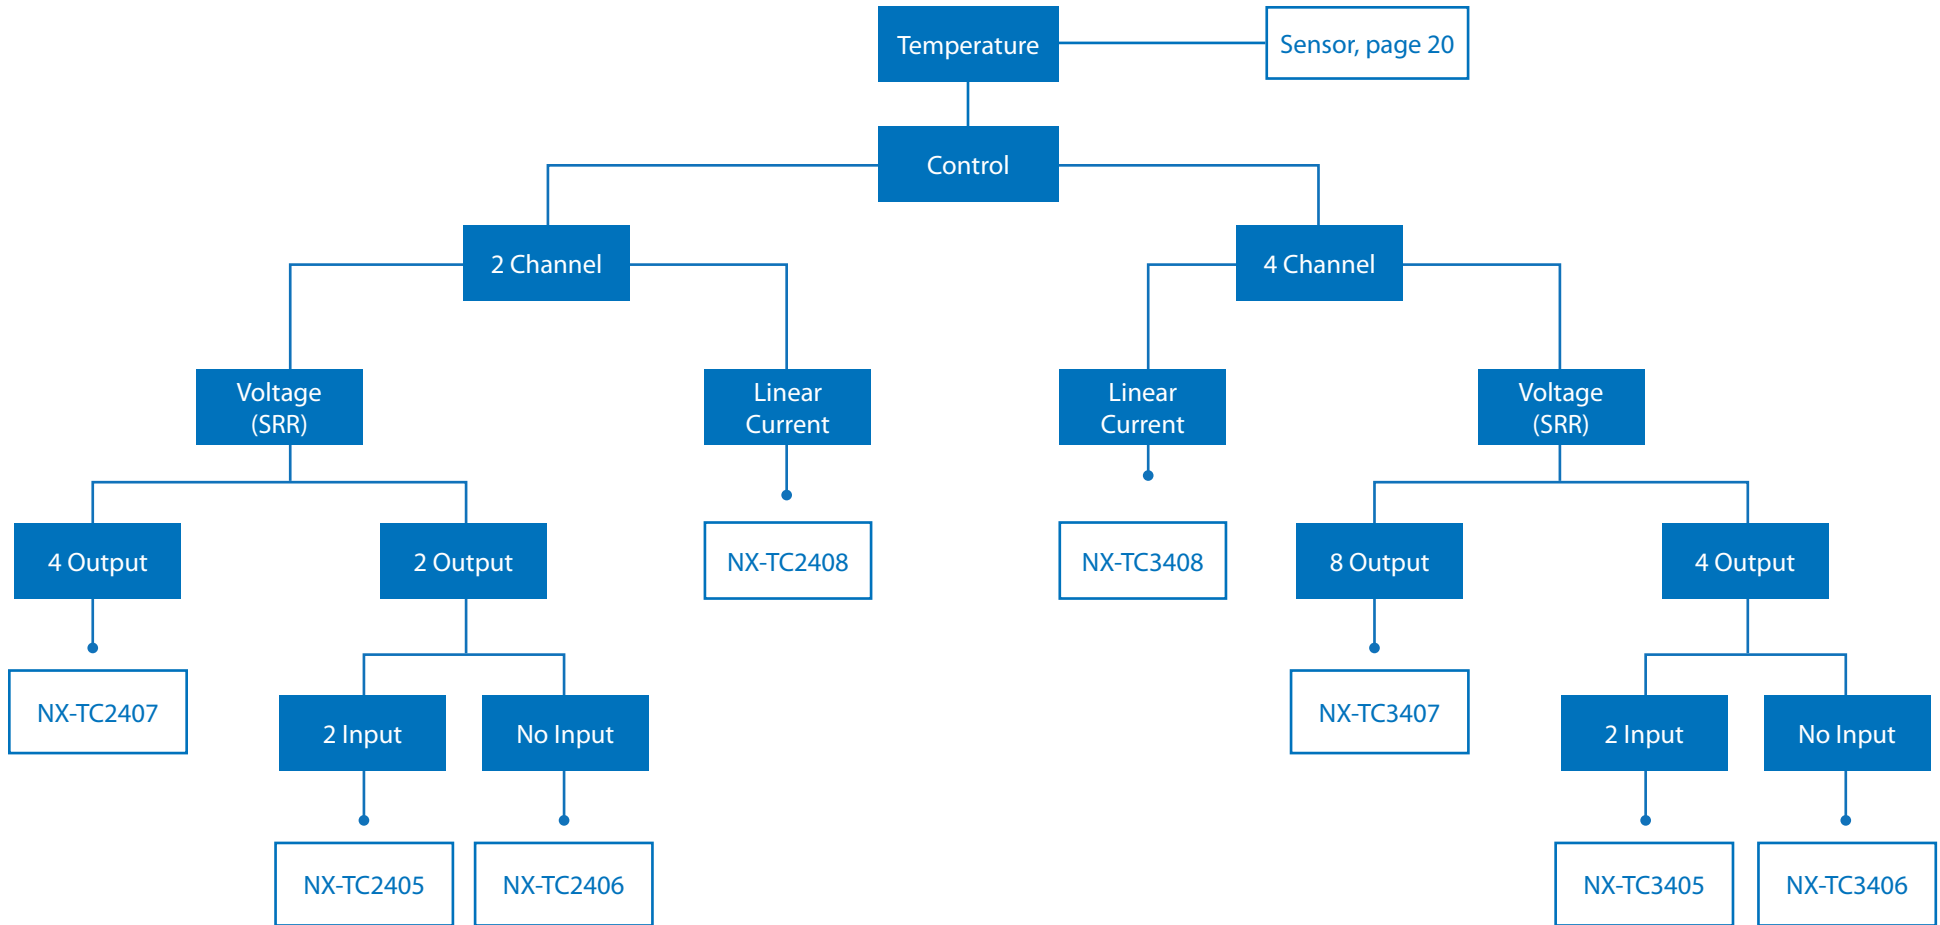 Temperature
Sensor, page 20
Control
2 Channel
4 Channel
Voltage
(SRR)
Linear
Current
Linear
Current
Voltage
(SRR)
4 Output
2 Output
NX-TC2408
NX-TC3408
8 Output
4 Output
NX-TC2407
2 Input
No Input
NX-TC3407
2 Input
No Input
NX-TC2405
NX-TC2406
NX-TC3405
NX-TC3406